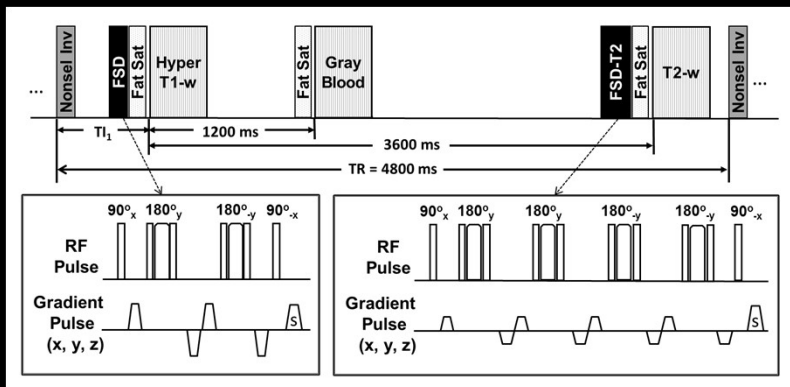 ... Nonsel Inv FSD Fat Sat Hyper T1-w Fat Sat Gray Blood FSD-T2 Fat Sat T2-w Nonsel Inv ...
TI₁ 1200 ms
3600 ms
TR = 4800 ms
90°ₓ 180°y 180°-y 90°-x
RF
Pulse
Gradient
Pulse
(x, y, z)
S
90°ₓ 180°y 180°y 180°-y 180°-y 90°-x
RF
Pulse
Gradient
Pulse
(x, y, z)
S